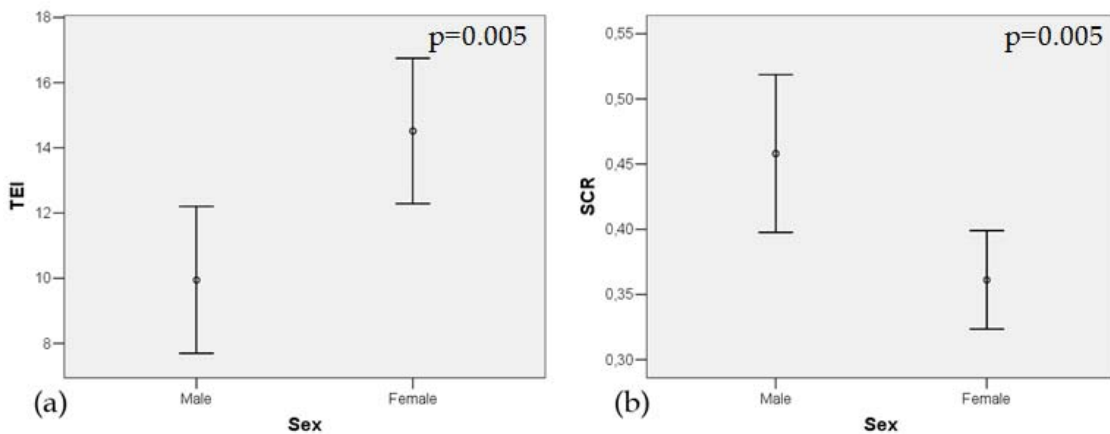 18
16
14
12
10
8
TEI
p=0.005
Male
Female
Sex
(a)
0,55
0,50
0,45
0,40
0,35
0,30
SCR
p=0.005
Male
Female
Sex
(b)